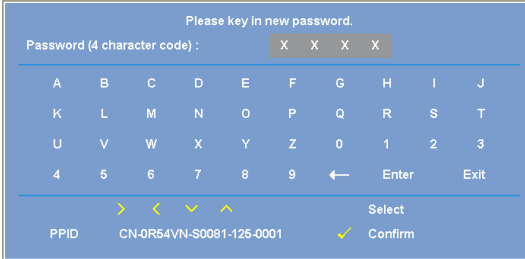 Please key in new password.
Password (4 character code) : X X X X
A B C D E F G H I J
K L M N O P Q R S T
U V W X Y Z 0 1 2 3
4 5 6 7 8 9 ← Enter Exit
Select
PPID CN-0R54VN-S0081-125-0001 ✓ Confirm